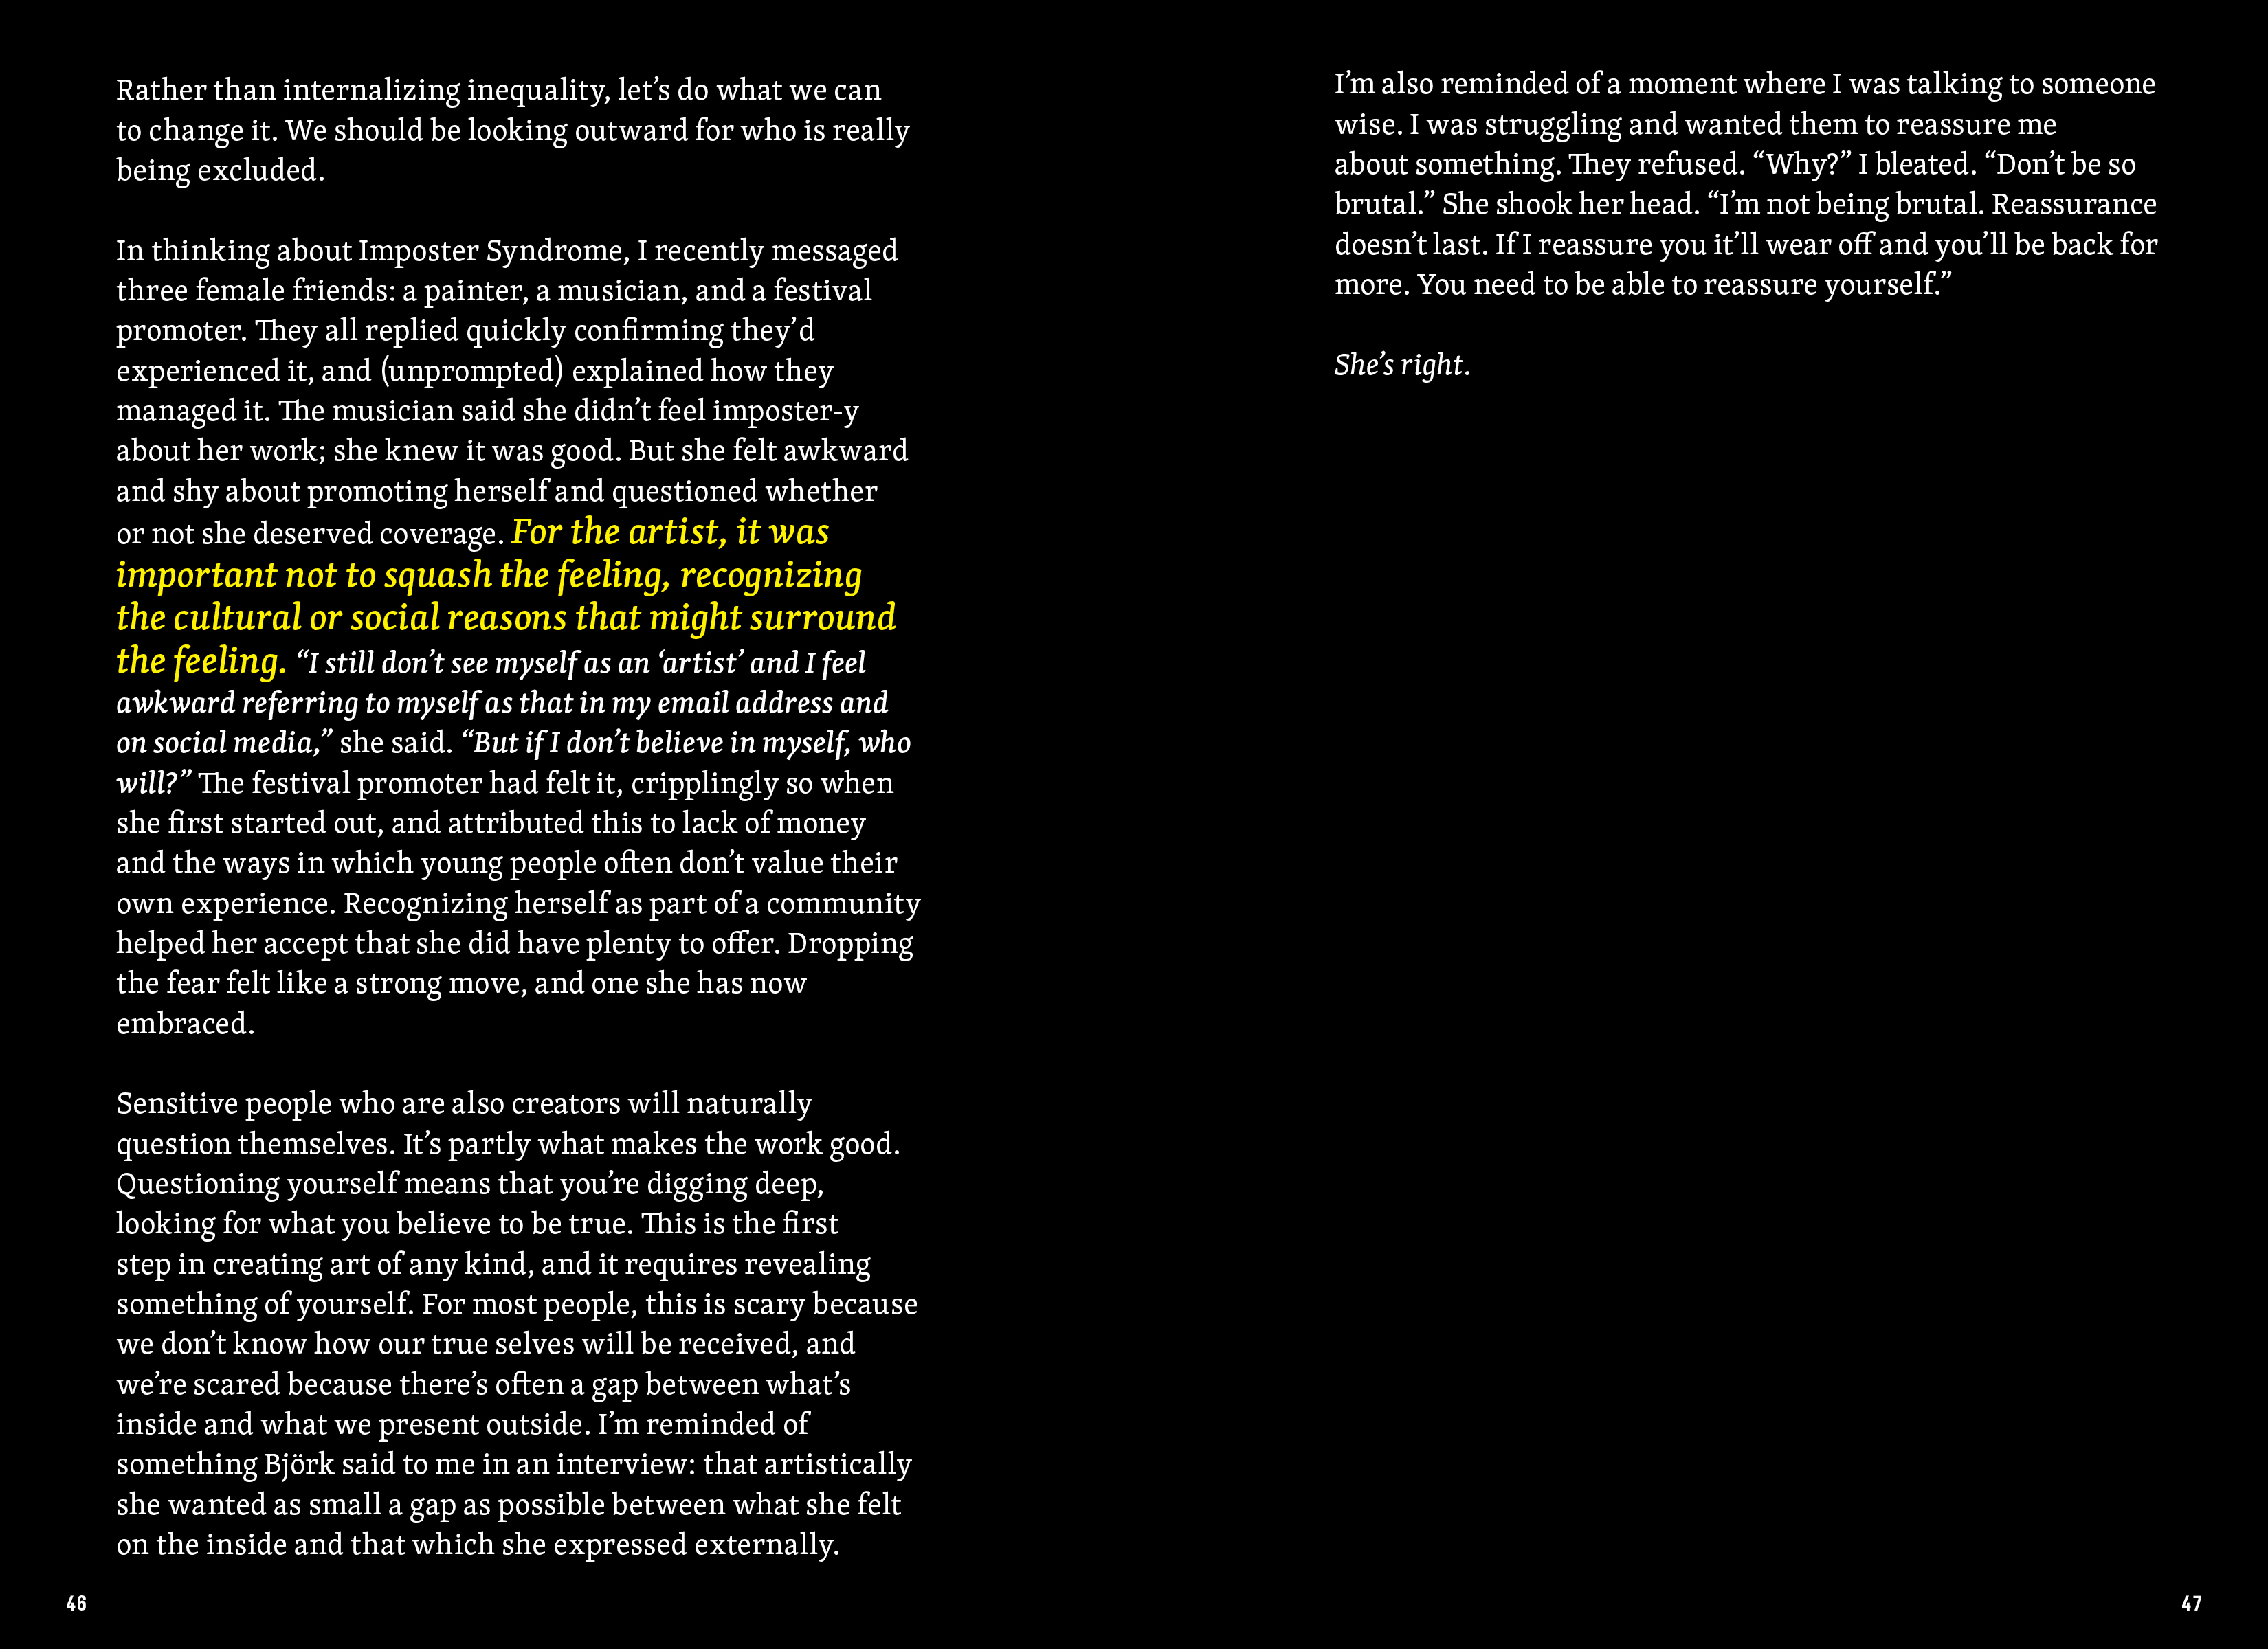 Rather than internalizing inequality, let’s do what we can
to change it. We should be looking outward for who is really
being excluded.
In thinking about Imposter Syndrome, I recently messaged
three female friends: a painter, a musician, and a festival
promoter. They all replied quickly confirming they’d
experienced it, and (unprompted) explained how they
managed it. The musician said she didn’t feel imposter-y
about her work; she knew it was good. But she felt awkward
and shy about promoting herself and questioned whether
or not she deserved coverage. For the artist, it was
important not to squash the feeling, recognizing
the cultural or social reasons that might surround
the feeling. “I still don’t see myself as an ‘artist’ and I feel
awkward referring to myself as that in my email address and
on social media,” she said. “But if I don’t believe in myself, who
will?” The festival promoter had felt it, cripplingly so when
she first started out, and attributed this to lack of money
and the ways in which young people often don’t value their
own experience. Recognizing herself as part of a community
helped her accept that she did have plenty to offer. Dropping
the fear felt like a strong move, and one she has now
embraced.
Sensitive people who are also creators will naturally
question themselves. It’s partly what makes the work good.
Questioning yourself means that you’re digging deep,
looking for what you believe to be true. This is the first
step in creating art of any kind, and it requires revealing
something of yourself. For most people, this is scary because
we don’t know how our true selves will be received, and
we’re scared because there’s often a gap between what’s
inside and what we present outside. I’m reminded of
something Björk said to me in an interview: that artistically
she wanted as small a gap as possible between what she felt
on the inside and that which she expressed externally.
46
I’m also reminded of a moment where I was talking to someone
wise. I was struggling and wanted them to reassure me
about something. They refused. “Why?” I bleated. “Don’t be so
brutal.” She shook her head. “I’m not being brutal. Reassurance
doesn’t last. If I reassure you it’ll wear off and you’ll be back for
more. You need to be able to reassure yourself.”
She’s right.
47